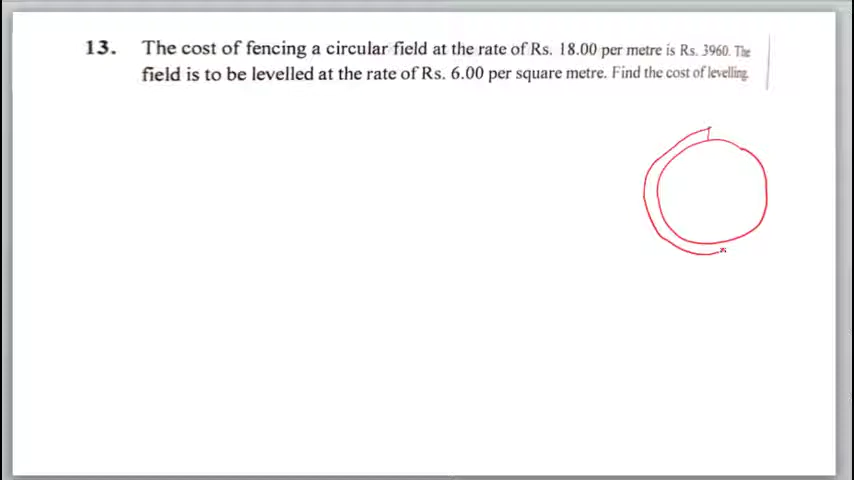 13. The cost of fencing a circular field at the rate of Rs. 18.00 per metre is Rs. 3960. The
field is to be levelled at the rate of Rs. 6.00 per square metre. Find the cost of levelling.